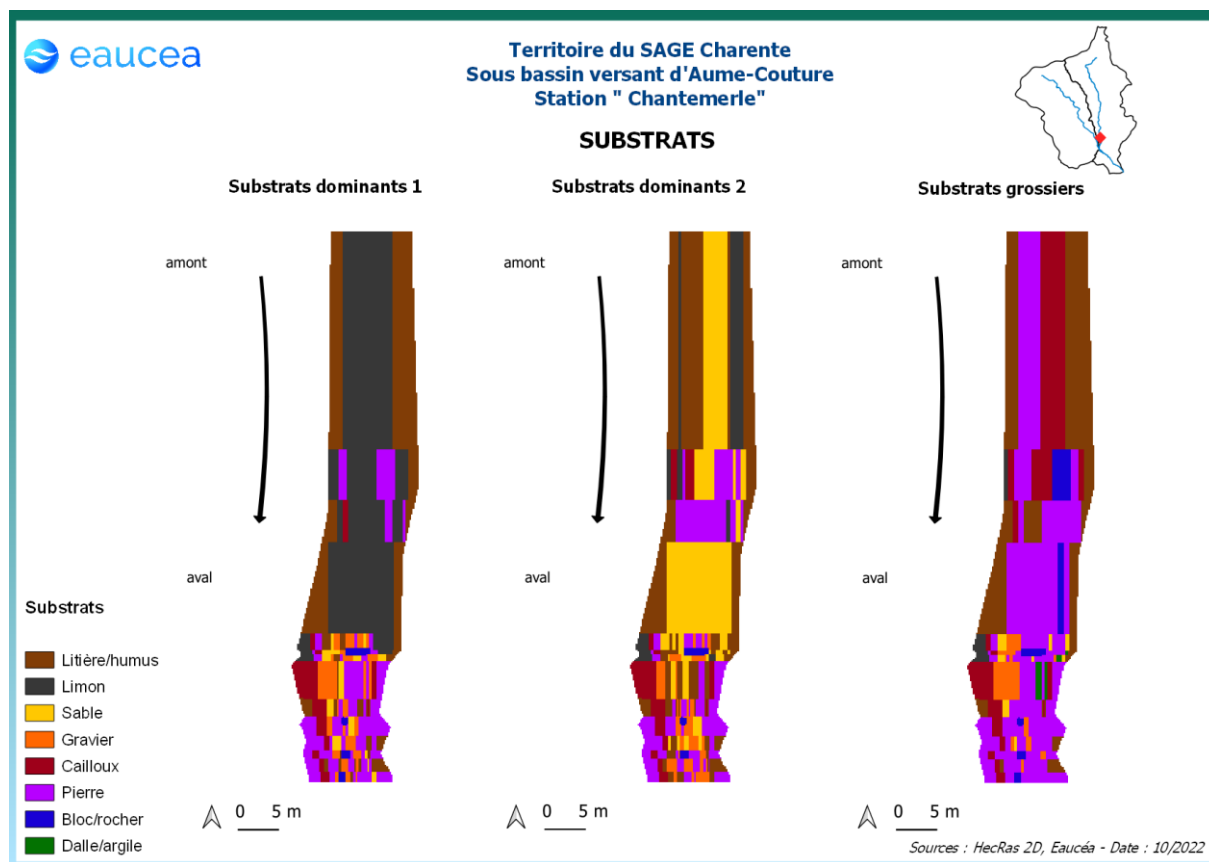 eaucea
Territoire du SAGE Charente
Sous bassin versant d'Aume-Couture
Station " Chantemerle"
SUBSTRATS
Substrats dominants 1
Substrats dominants 2
Substrats grossiers
amont
amont
amont
aval
aval
aval
Substrats
Litière/humus
Limon
Sable
Gravier
Cailloux
Pierre
Bloc/rocher
Dalle/argile
0 5 m
0 5 m
0 5 m
Sources : HecRas 2D, Eaucéa - Date : 10/2022